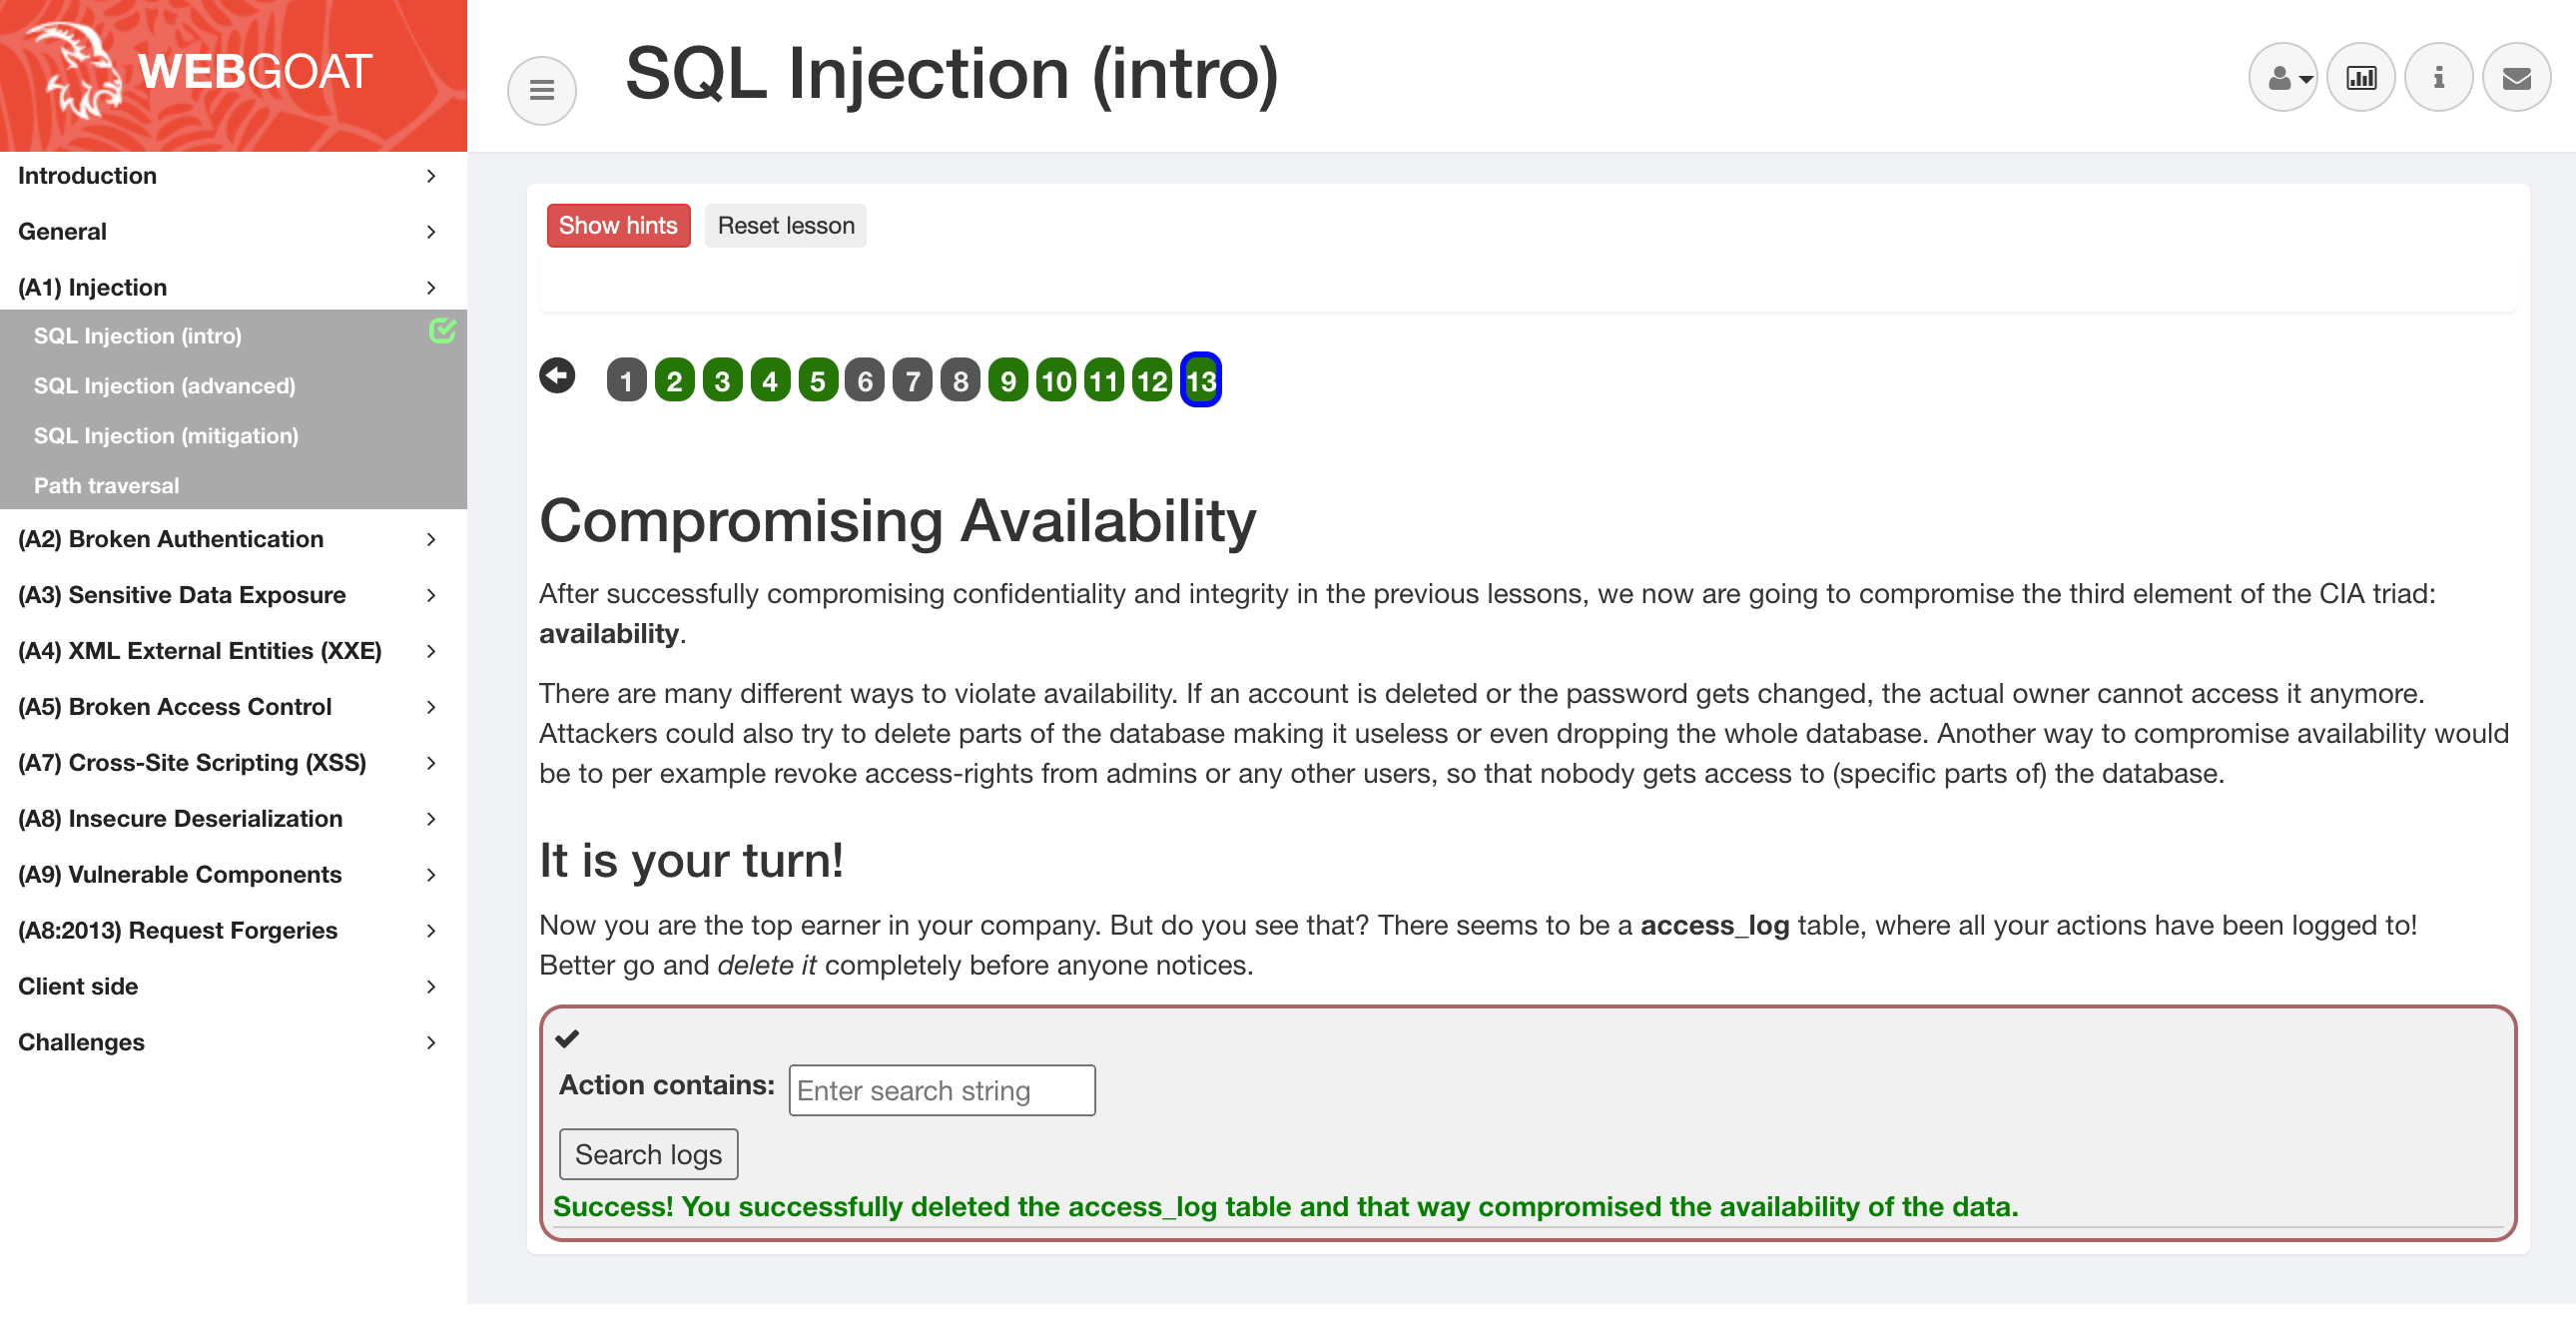 WEBGOAT
SQL Injection (intro)
Introduction
General
(A1) Injection
SQL Injection (intro)
SQL Injection (advanced)
SQL Injection (mitigation)
Path traversal
(A2) Broken Authentication
(A3) Sensitive Data Exposure
(A4) XML External Entities (XXE)
(A5) Broken Access Control
(A7) Cross-Site Scripting (XSS)
(A8) Insecure Deserialization
(A9) Vulnerable Components
(A8:2013) Request Forgeries
Client side
Challenges
Show hints Reset lesson
1 2 3 4 5 6 7 8 9 10 11 12 13
Compromising Availability
After successfully compromising confidentiality and integrity in the previous lessons, we now are going to compromise the third element of the CIA triad:
availability.
There are many different ways to violate availability. If an account is deleted or the password gets changed, the actual owner cannot access it anymore.
Attackers could also try to delete parts of the database making it useless or even dropping the whole database. Another way to compromise availability would
be to per example revoke access-rights from admins or any other users, so that nobody gets access to (specific parts of) the database.
It is your turn!
Now you are the top earner in your company. But do you see that? There seems to be a access_log table, where all your actions have been logged to!
Better go and delete it completely before anyone notices.
Action contains: Enter search string
Search logs
Success! You successfully deleted the access_log table and that way compromised the availability of the data.